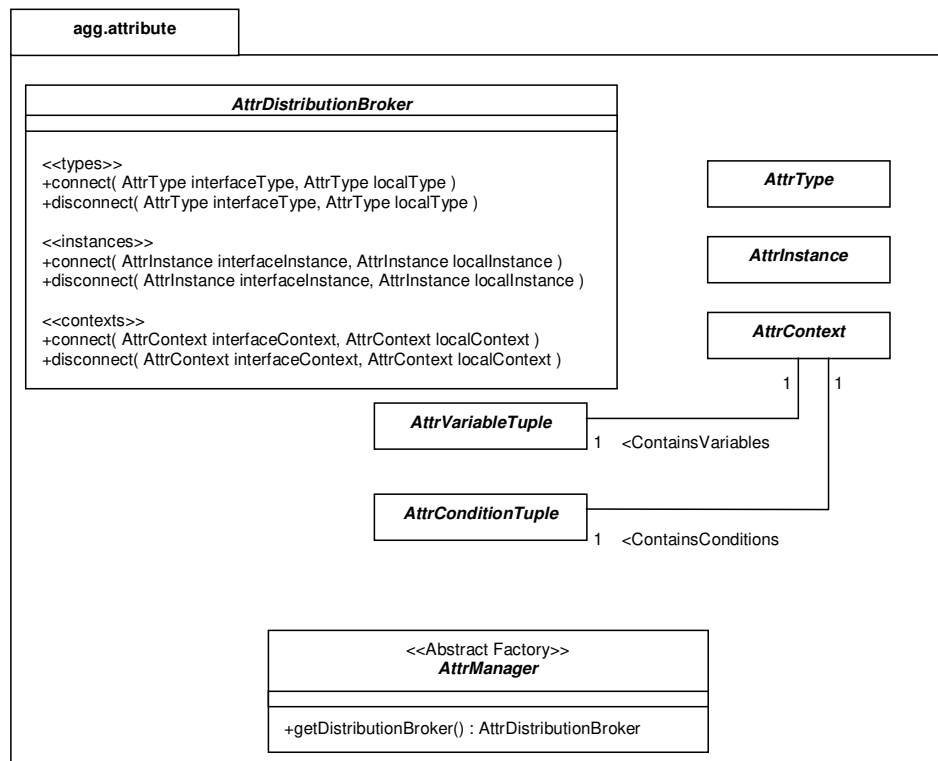 agg.attribute
AttrDistributionBroker
<<types>>
+connect( AttrType interfaceType, AttrType localType )
+disconnect( AttrType interfaceType, AttrType localType )
<<instances>>
+connect( AttrInstance interfaceInstance, AttrInstance localInstance )
+disconnect( AttrInstance interfaceInstance, AttrInstance localInstance )
<<contexts>>
+connect( AttrContext interfaceContext, AttrContext localContext )
+disconnect( AttrContext interfaceContext, AttrContext localContext )
AttrType
AttrInstance
AttrContext
1
1
AttrVariableTuple
1
<ContainsVariables
AttrConditionTuple
1
<ContainsConditions
<<Abstract Factory>>
AttrManager
+getDistributionBroker() : AttrDistributionBroker